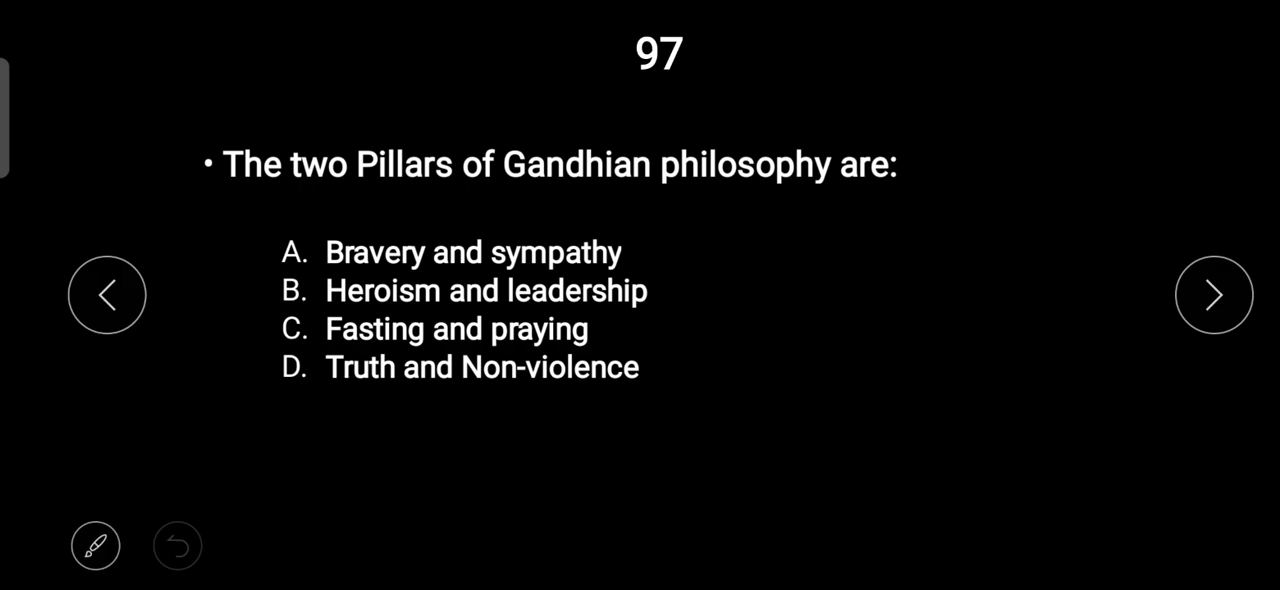 97
• The two Pillars of Gandhian philosophy are:
A. Bravery and sympathy
B. Heroism and leadership
C. Fasting and praying
D. Truth and Non-violence